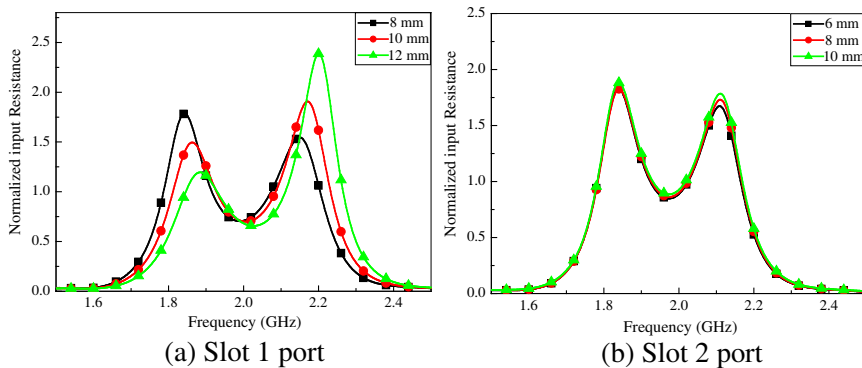 8 mm
10 mm
12 mm
Normalized input Resistance
2.5
2.0
1.5
1.0
0.5
0.0
1.6 1.8 2.0 2.2 2.4
Frequency (GHz)
(a) Slot 1 port
6 mm
8 mm
10 mm
Normalized input Resistance
2.5
2.0
1.5
1.0
0.5
0.0
1.6 1.8 2.0 2.2 2.4
Frequency (GHz)
(b) Slot 2 port